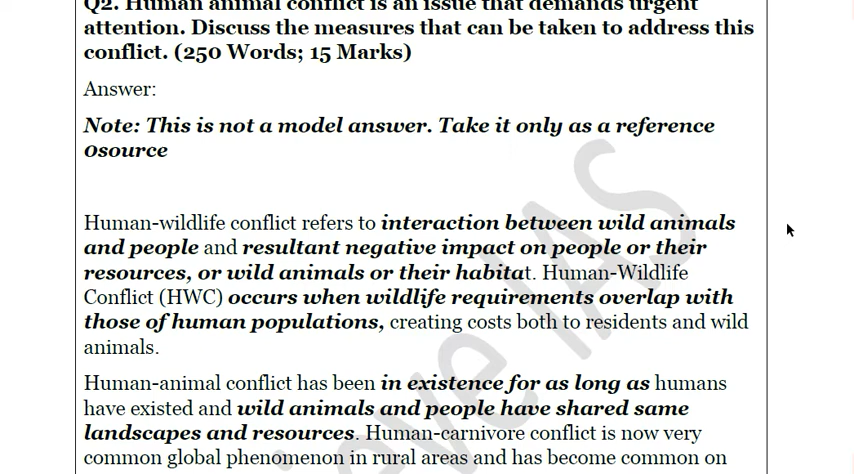 Q2. Human animal conflict is an issue that demands urgent
attention. Discuss the measures that can be taken to address this
conflict. (250 Words; 15 Marks)
Answer:
Note: This is not a model answer. Take it only as a reference
0source
Human-wildlife conflict refers to interaction between wild animals
and people and resultant negative impact on people or their
resources, or wild animals or their habitat. Human-Wildlife
Conflict (HWC) occurs when wildlife requirements overlap with
those of human populations, creating costs both to residents and wild
animals.
Human-animal conflict has been in existence for as long as humans
have existed and wild animals and people have shared same
landscapes and resources. Human-carnivore conflict is now very
common global phenomenon in rural areas and has become common on
ieve IAS